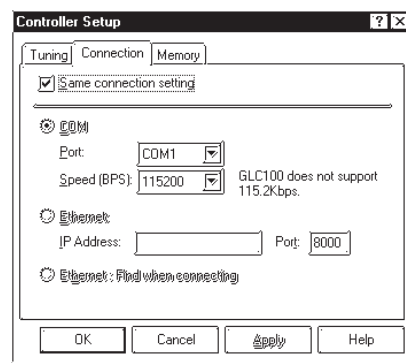 Controller Setup
Tuning Connection Memory
Same connection setting
COM
Port: COM1
Speed (BPS): 115200
GLC100 does not support
115.2Kbps.
Ethernet:
IP Address: Port: 8000
Ethernet : Find when connecting
OK Cancel Apply Help